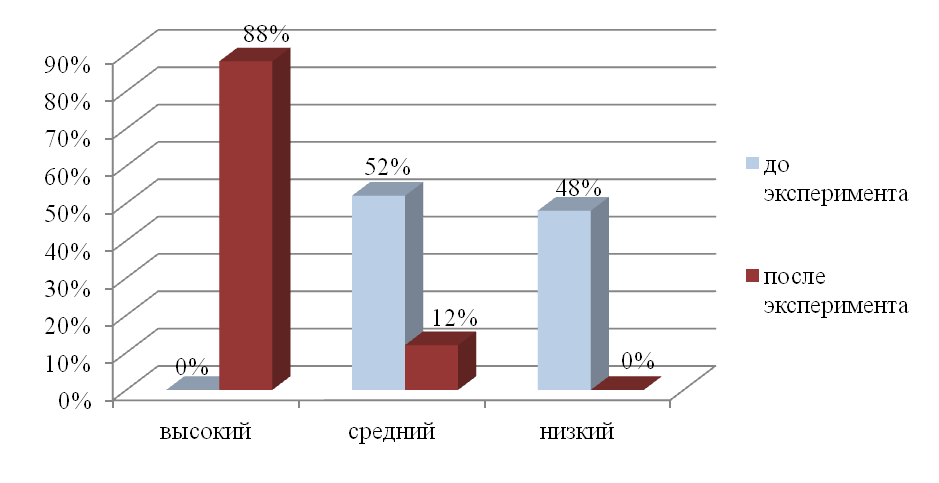 88%
90%
80%
70%
60%
50%
40%
30%
20%
10%
0%
52%
48%
12%
0%
0%
высокий
средний
низкий
до
эксперимента
после
эксперимента